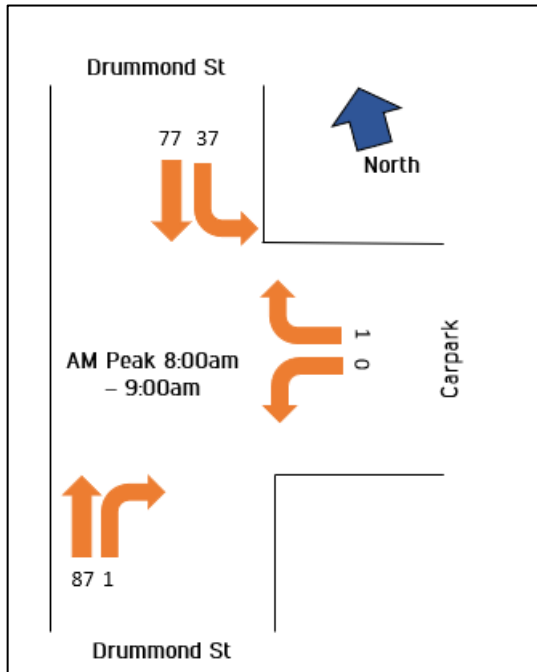 Drummond St
77 37
North
1
0
Carpark
AM Peak 8:00am
– 9:00am
87 1
Drummond St